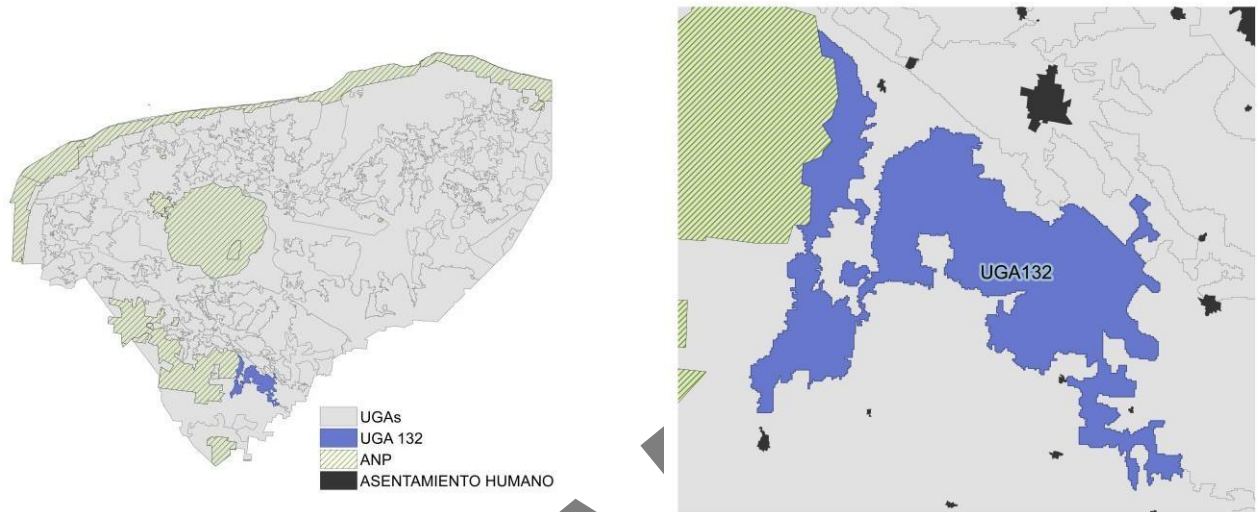 UGAs
UGA 132
ANP
ASENTAMIENTO HUMANO
UGA132